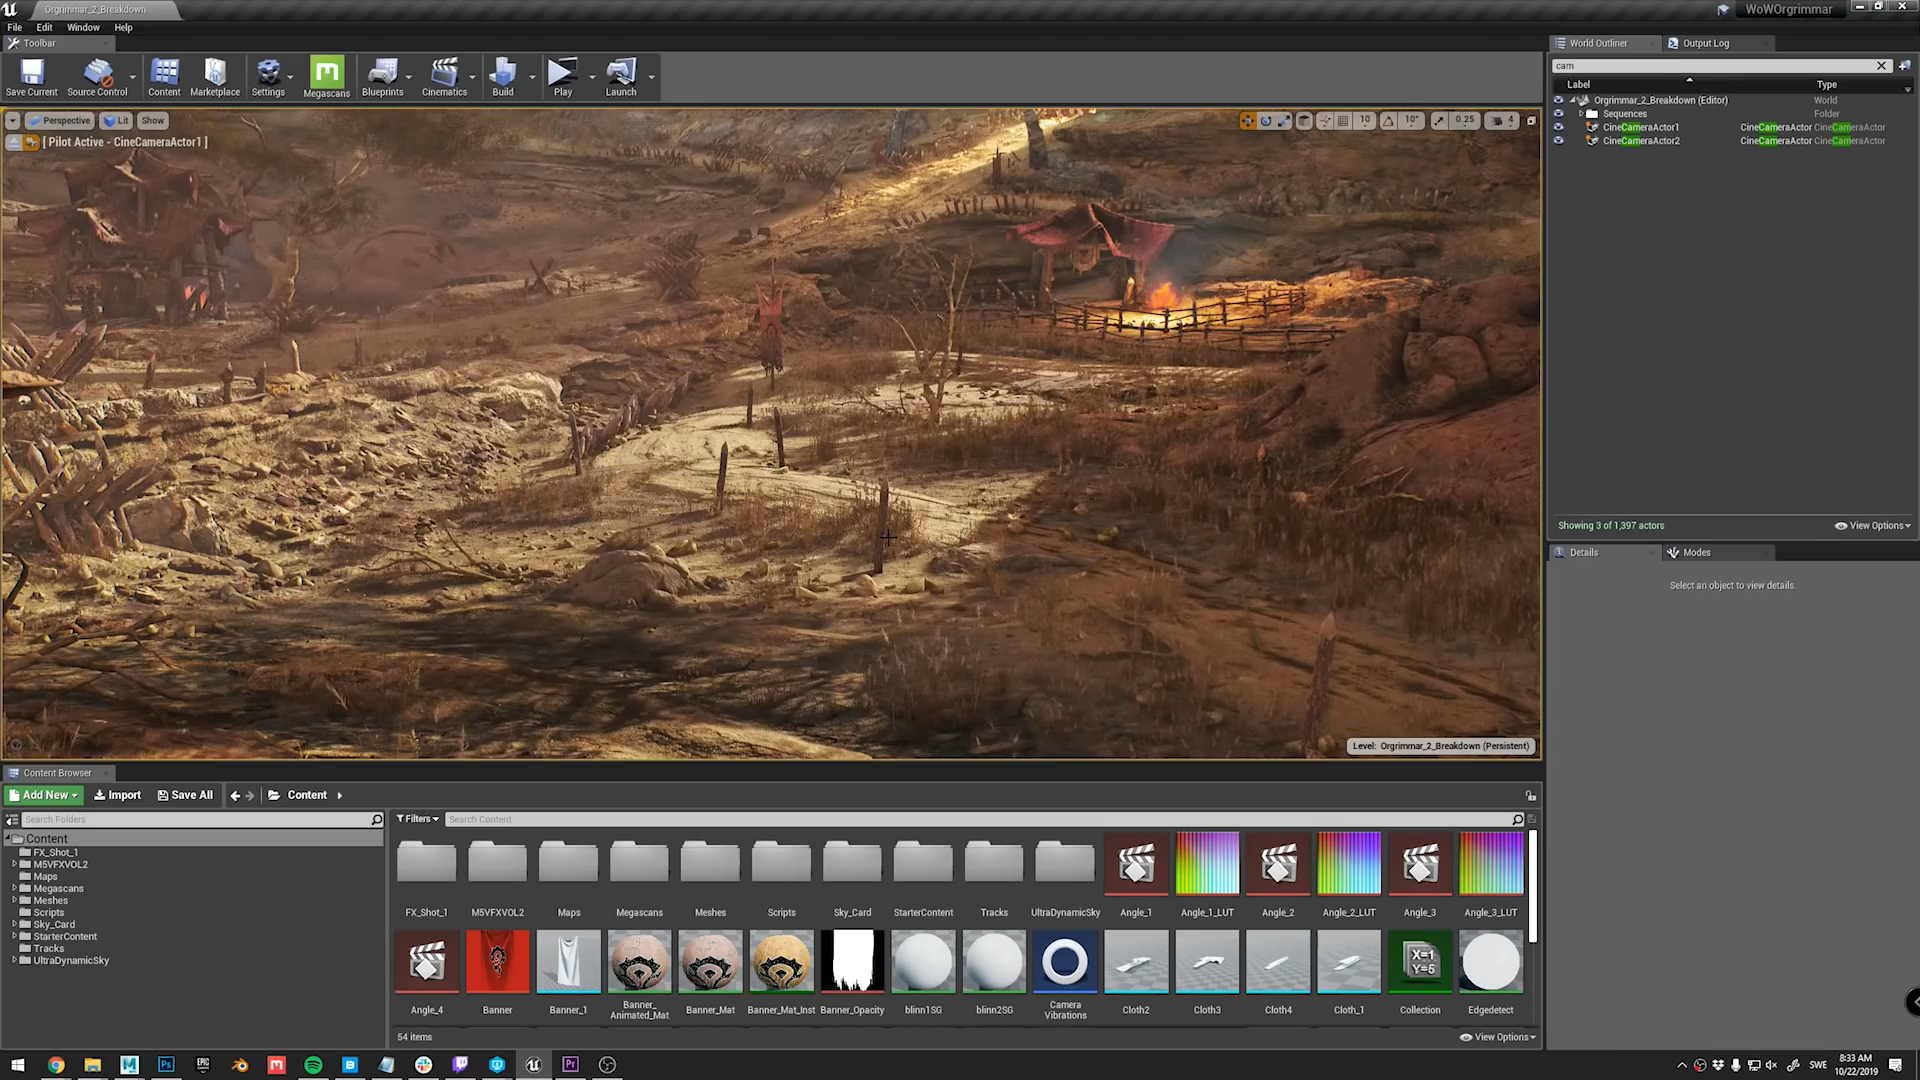 Orgrimmar_2_Breakdown
WoWOrgrimmar
File Edit Window Help
Toolbar
World Outliner
Output Log
Save Current
Source Control
Content
Marketplace
Settings
Megascans
Blueprints
Cinematics
Build
Play
Launch
cam
Label Type
Orgrimmar_2_Breakdown (Editor) World
Sequences Folder
CineCameraActor1 CineCameraActor CineCameraActor
CineCameraActor2 CineCameraActor CineCameraActor
Perspective Lit Show
10 10° 0.25 4
[ Pilot Active - CineCameraActor1 ]
Showing 3 of 1,397 actors
View Options
Details
Modes
Select an object to view details.
Level: Orgrimmar_2_Breakdown (Persistent)
Content Browser
Add New Import Save All Content
Search Folders
Filters
Search Content
Content
FX_Shot_1
M5VFXVOL2
Maps
Megascans
Meshes
Scripts
Sky_Card
StarterContent
Tracks
UltraDynamicSky
FX_Shot_1 M5VFXVOL2 Maps Megascans Meshes Scripts Sky_Card StarterContent Tracks UltraDynamicSky Angle_1 Angle_1_LUT Angle_2 Angle_2_LUT Angle_3 Angle_3_LUT
X=1
Y=5
Angle_4 Banner Banner_1 Banner_
Animated_Mat Banner_Mat Banner_Mat_Inst Banner_Opacity blinn1SG blinn2SG Camera
Vibrations Cloth2 Cloth3 Cloth4 Cloth_1 Collection Edgedetect
54 items
View Options
EPIC
SWE
8:33 AM
10/22/2019